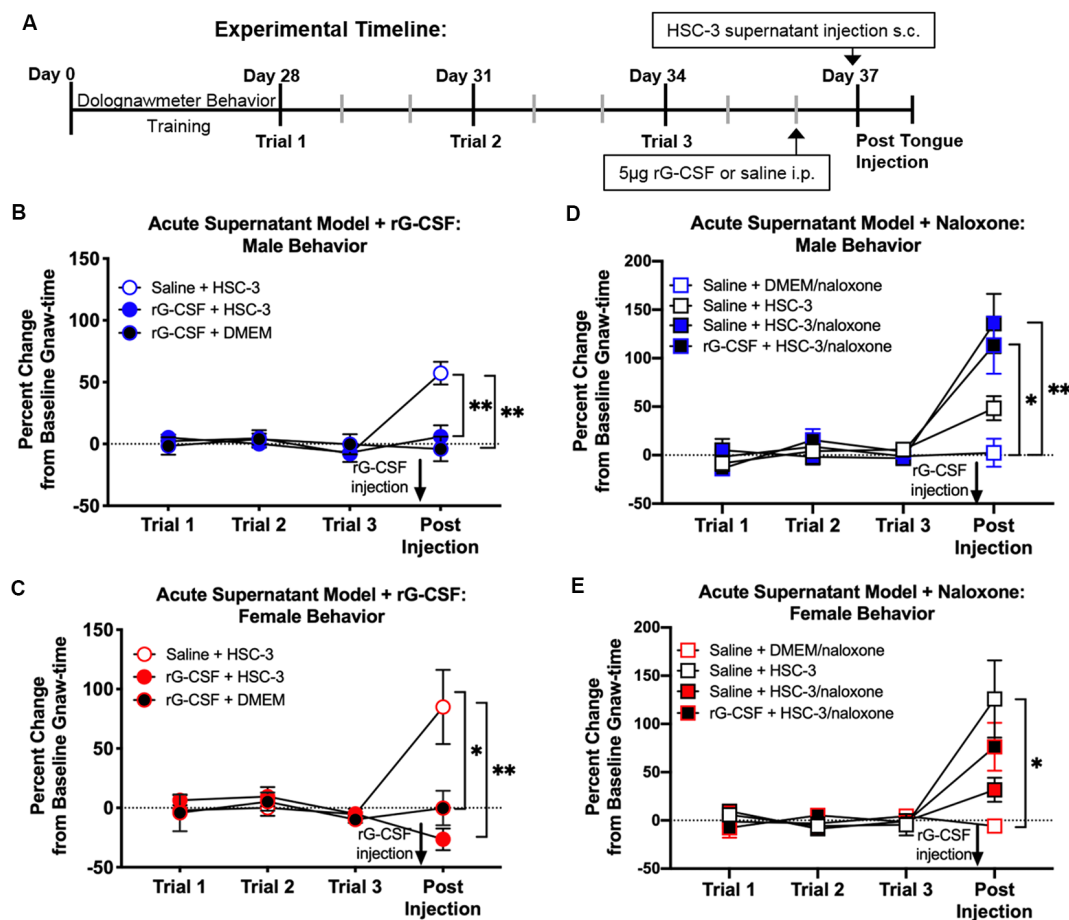 A
Experimental Timeline:
HSC-3 supernatant injection s.c.
Day 0
Day 28
Day 31
Day 34
Day 37
Dolognawmeter Behavior
Training
Trial 1
Trial 2
Trial 3
Post Tongue
Injection
5µg rG-CSF or saline i.p.
B
Acute Supernatant Model + rG-CSF:
Male Behavior
Percent Change
from Baseline Gnaw-time
150
100
50
0
-50
Saline + HSC-3
rG-CSF + HSC-3
rG-CSF + DMEM
**
**
rG-CSF
injection
Trial 1
Trial 2
Trial 3
Post
Injection
D
Acute Supernatant Model + Naloxone:
Male Behavior
Percent Change
from Baseline Gnaw-time
200
150
100
50
0
-50
Saline + DMEM/naloxone
Saline + HSC-3
Saline + HSC-3/naloxone
rG-CSF + HSC-3/naloxone
*
**
rG-CSF
injection
Trial 1
Trial 2
Trial 3
Post
Injection
C
Acute Supernatant Model + rG-CSF:
Female Behavior
Percent Change
from Baseline Gnaw-time
150
100
50
0
-50
Saline + HSC-3
rG-CSF + HSC-3
rG-CSF + DMEM
*
**
rG-CSF
injection
Trial 1
Trial 2
Trial 3
Post
Injection
E
Acute Supernatant Model + Naloxone:
Female Behavior
Percent Change
from Baseline Gnaw-time
200
150
100
50
0
-50
Saline + DMEM/naloxone
Saline + HSC-3
Saline + HSC-3/naloxone
rG-CSF + HSC-3/naloxone
*
rG-CSF
injection
Trial 1
Trial 2
Trial 3
Post
Injection